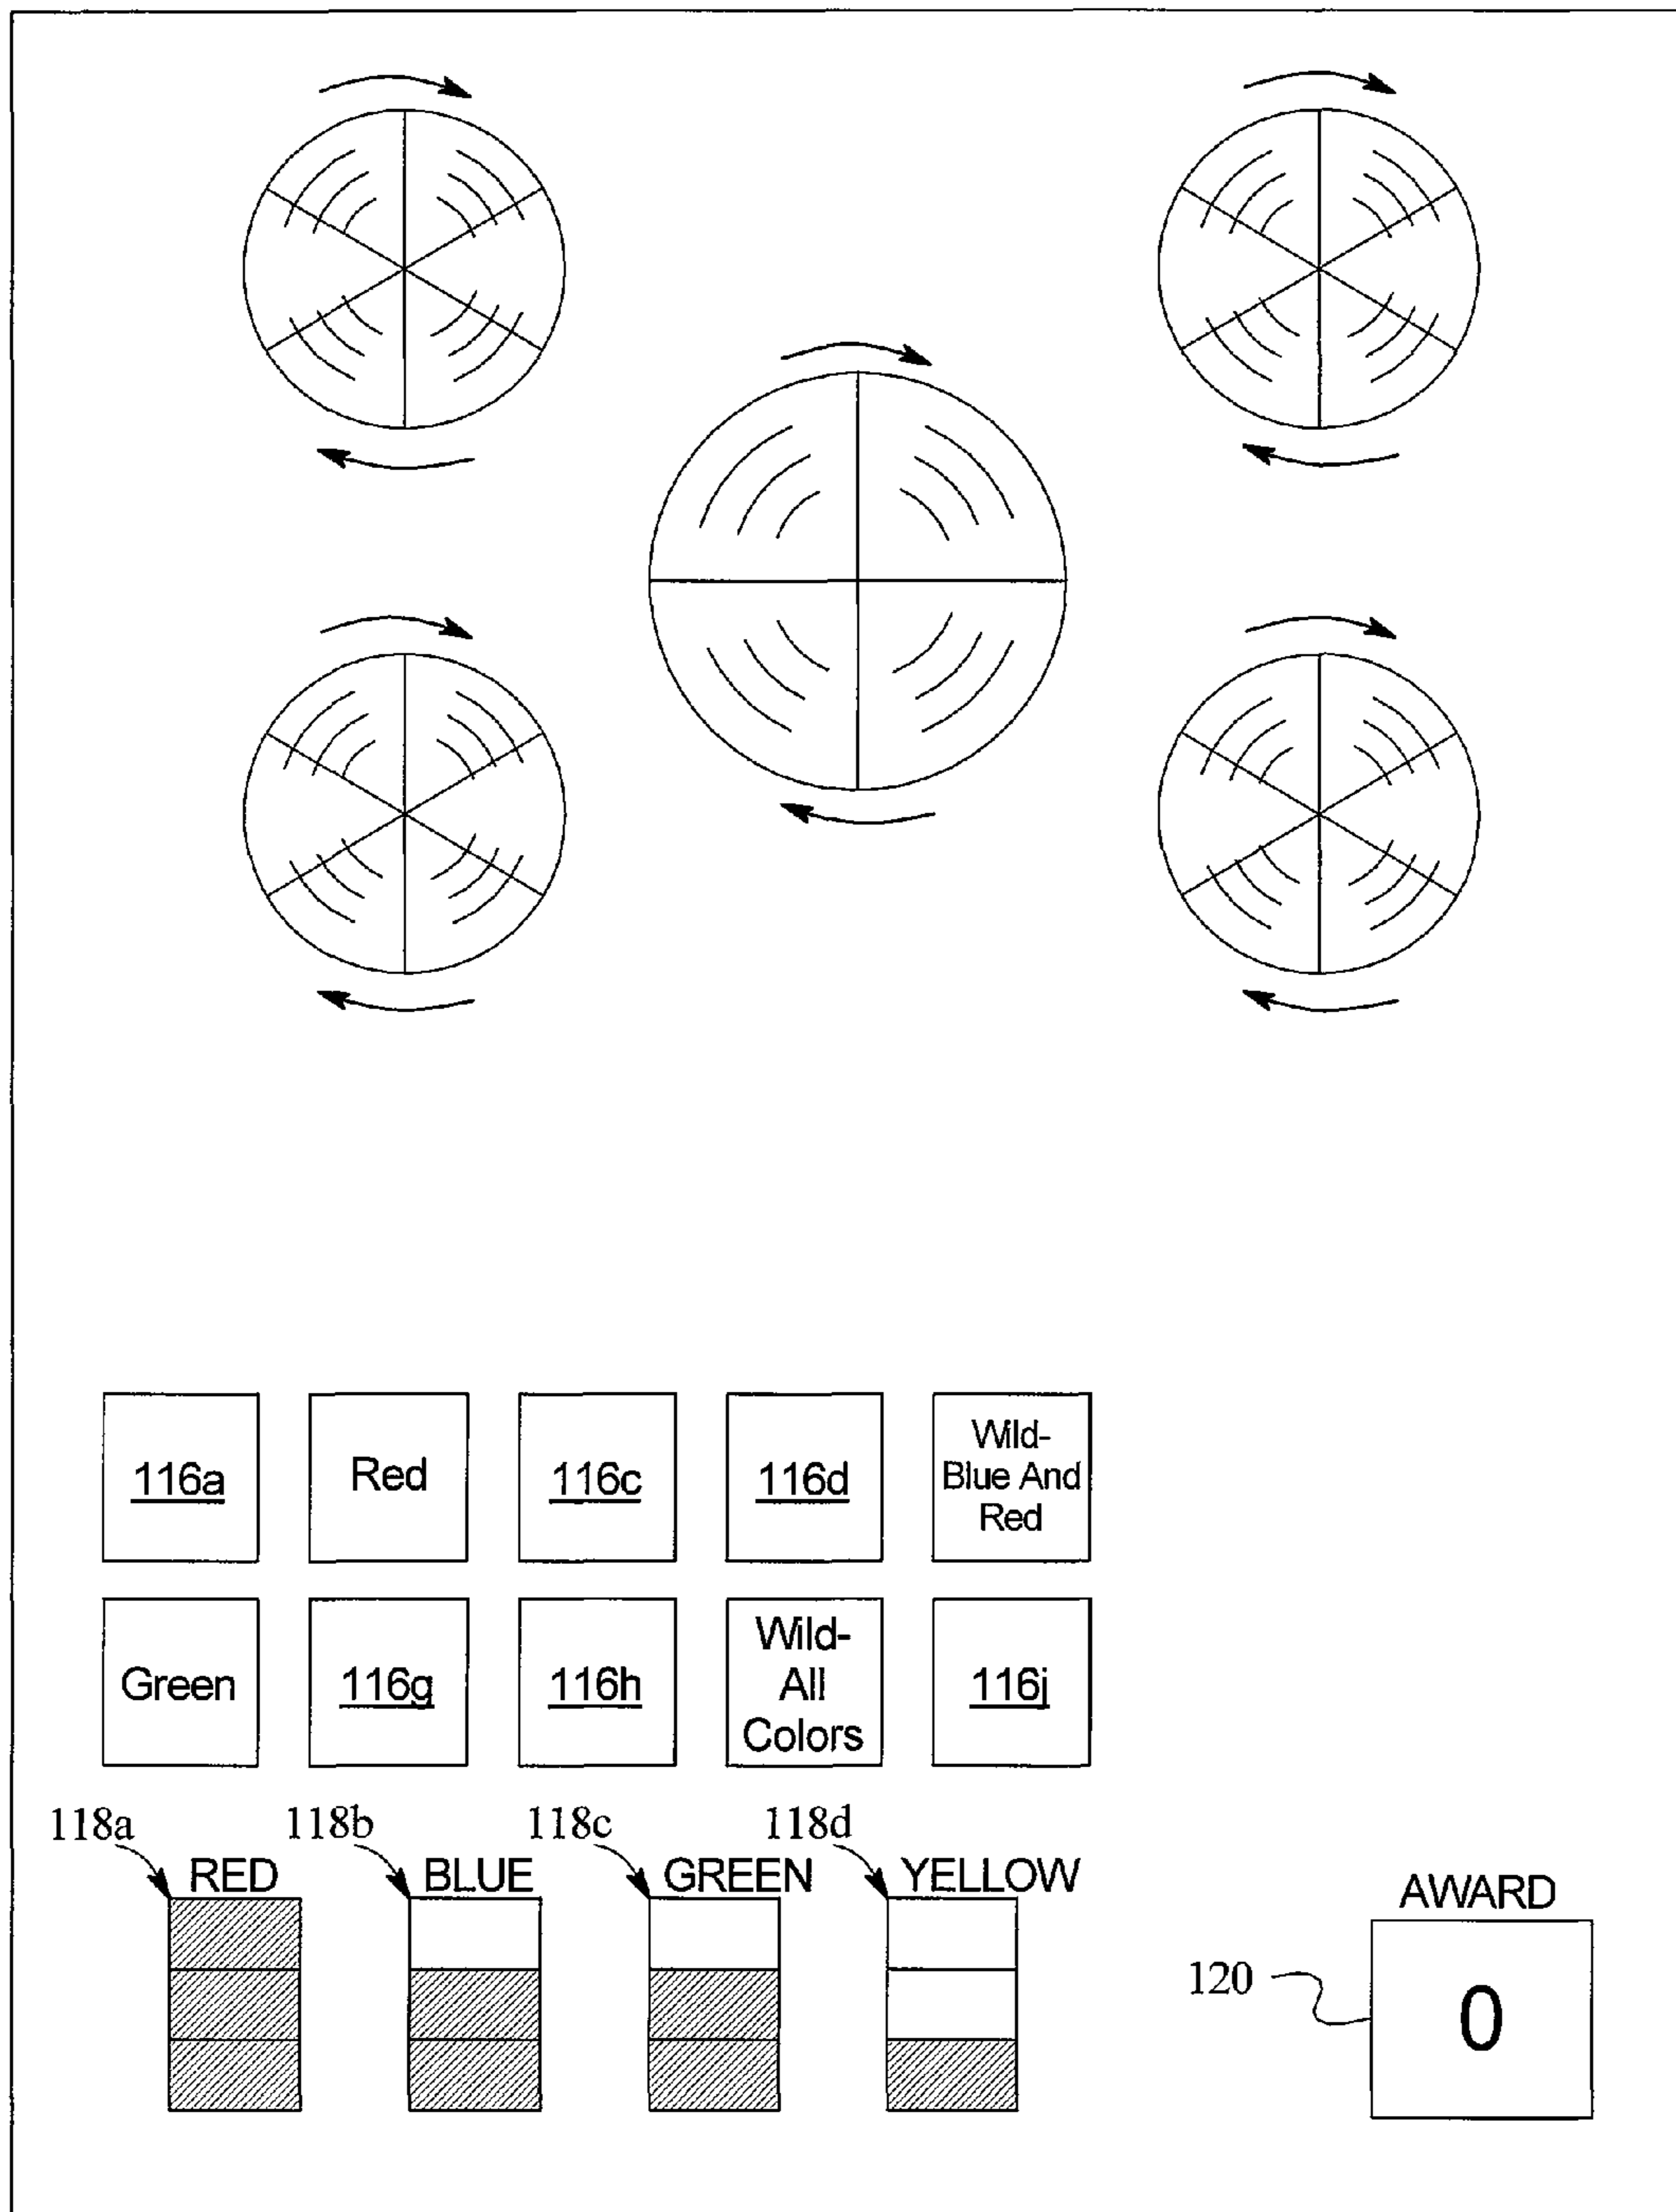 116a
Red
116c
116d
Wild-
Blue And
Red
Green
116g
116h
Wild-
All
Colors
116j
118a
118b
118c
118d
RED
BLUE
GREEN
YELLOW
AWARD
120
0